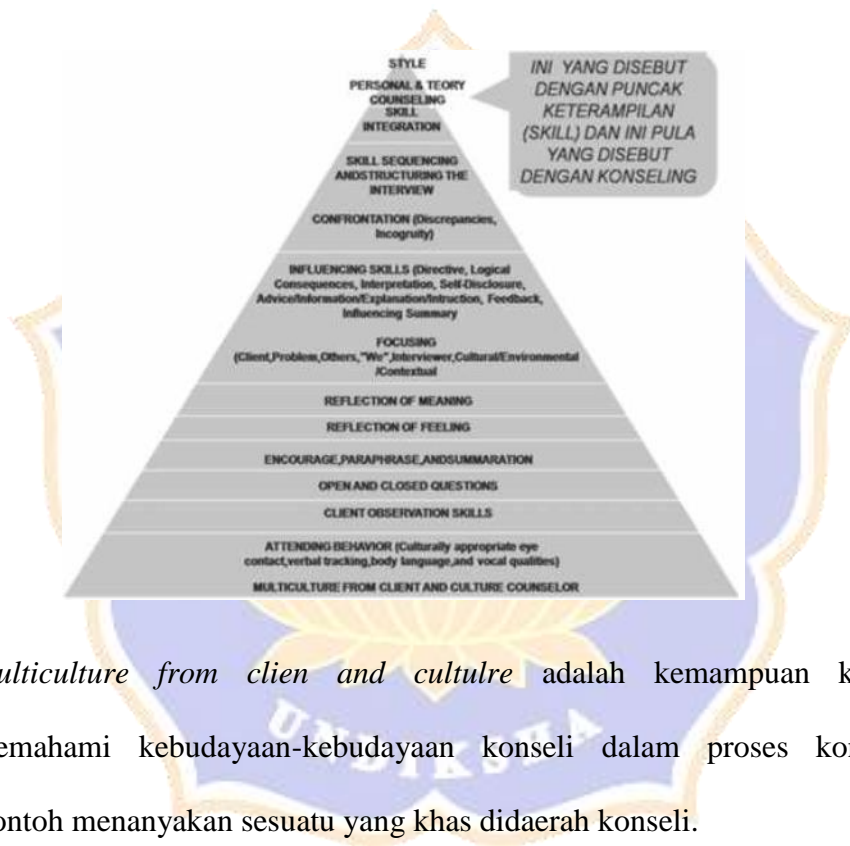 STYLE
PERSONAL & TEORY
COUNSELING
SKILL
INTEGRATION
SKILL SEQUENCING
ANDSTRUCTURING THE
INTERVIEW
CONFRONTATION (Discrepancies,
Incogruity)
INFLUENCING SKILLS (Directive, Logical
Consequences, Interpretation, Self-Disclosure,
Advice/Information/Explanation/Intruction, Feedback,
Influencing Summary
FOCUSING
(Client,Problem,Others,"We",Interviewer,Cultural/Environmental
/Contextual
REFLECTION OF MEANING
REFLECTION OF FEELING
ENCOURAGE,PARAPHRASE,ANDSUMMARATION
OPEN AND CLOSED QUESTIONS
CLIENT OBSERVATION SKILLS
ATTENDING BEHAVIOR (Culturally appropriate eye
contact,verbal tracking,body language,and vocal qualities)
MULTICULTURE FROM CLIENT AND CULTURE COUNSELOR
INI YANG DISEBUT
DENGAN PUNCAK
KETERAMPILAN
(SKILL) DAN INI PULA
YANG DISEBUT
DENGAN KONSELING
ulticulture from clien and cultulre adalah kemampuan k
emahami kebudayaan-kebudayaan konseli dalam proses kon
ontoh menanyakan sesuatu yang khas didaerah konseli.
UNDIKSHA